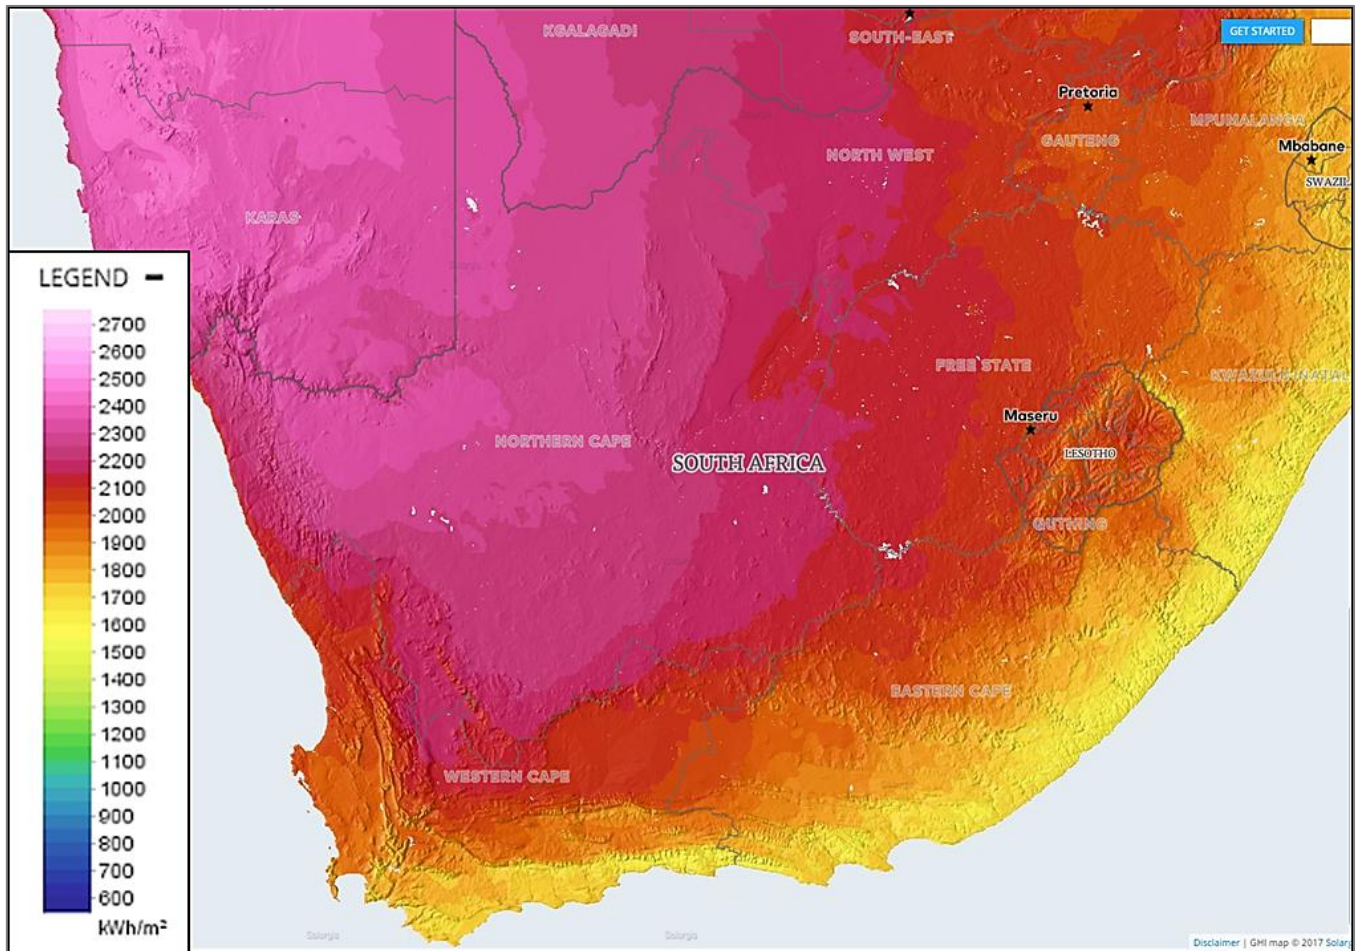 KGALAGADI
SOUTH-EAST
GET STARTED
Pretoria
MPUMALANGA
GAUTENG
Mbabane
NORTH WEST
SWAZIL
KARAS
LEGEND
2700
2600
2500
2400
2300
2200
2100
2000
1900
1800
1700
1600
1500
1400
1300
1200
1100
1000
900
800
700
600
kWh/m²
FREE STATE
KWAZULU-NATAL
Maseru
NORTHERN CAPE
LESOTHO
SOUTH AFRICA
QUTHING
EASTERN CAPE
WESTERN CAPE
Solargis
Solargis
Disclaimer | GHI map © 2017 Solarg